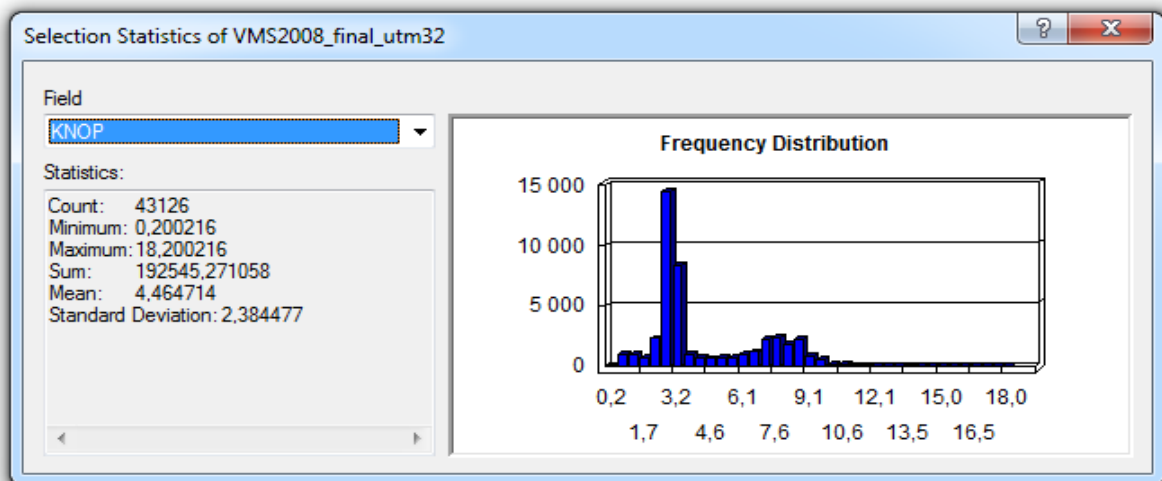 Selection Statistics of VMS2008_final_utm32
?
Field
KNOP
Statistics:
Count: 43126
Minimum: 0,200216
Maximum: 18,200216
Sum: 192545,271058
Mean: 4,464714
Standard Deviation: 2,384477
Frequency Distribution
15 000
10 000
5 000
0
0,2 3,2 6,1 9,1 12,1 15,0 18,0
1,7 4,6 7,6 10,6 13,5 16,5